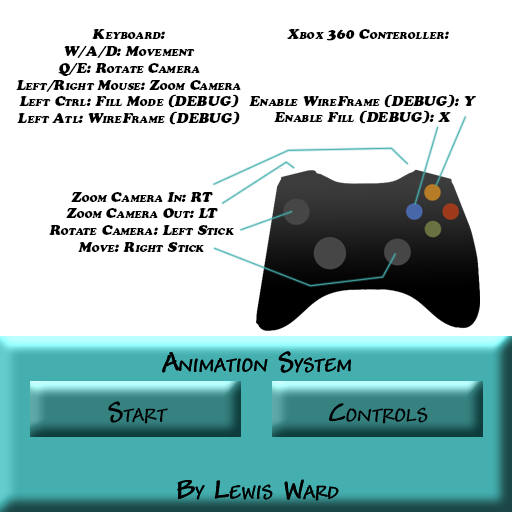 Keyboard:
W/A/D: Movement
Q/E: Rotate Camera
Left/Right Mouse: Zoom Camera
Left Ctrl: Fill Mode (DEBUG)
Left Atl: WireFrame (DEBUG)
Xbox 360 Conteroller:
Enable WireFrame (DEBUG): Y
Enable Fill (DEBUG): X
Zoom Camera In: RT
Zoom Camera Out: LT
Rotate Camera: Left Stick
Move: Right Stick
Animation System
Start
Controls
By Lewis Ward